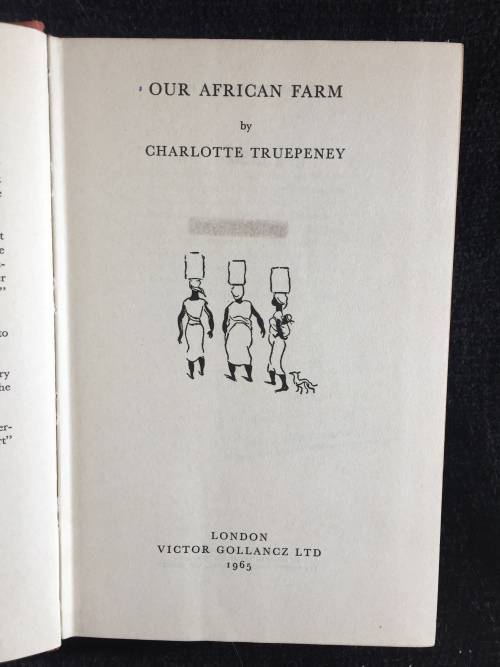 OUR AFRICAN FARM
by
CHARLOTTE TRUEPENEY
LONDON
VICTOR GOLLANCZ LTD
1965